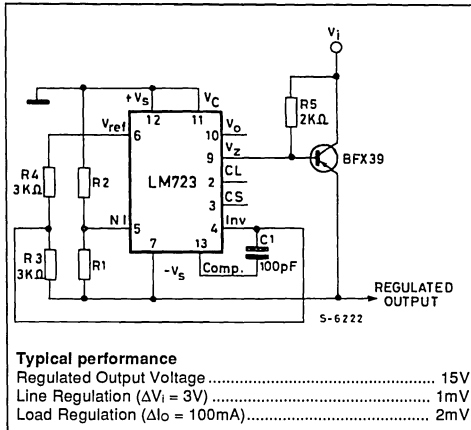 Vi
+Vs
VC
12
11
R5
2KΩ
Vref
6
10
Vo
R4
3KΩ
R2
9
Vz
BFX39
LM723
2
CL
3
CS
NI
5
4
Inv
R3
3KΩ
R1
7
13
C1
100pF
-Vs
Comp.
REGULATED
OUTPUT
S-6222
Typical performance
Regulated Output Voltage ................................................ 15V
Line Regulation (ΔVi = 3V) ............................................... 1mV
Load Regulation (ΔIO = 100mA)........................................ 2mV